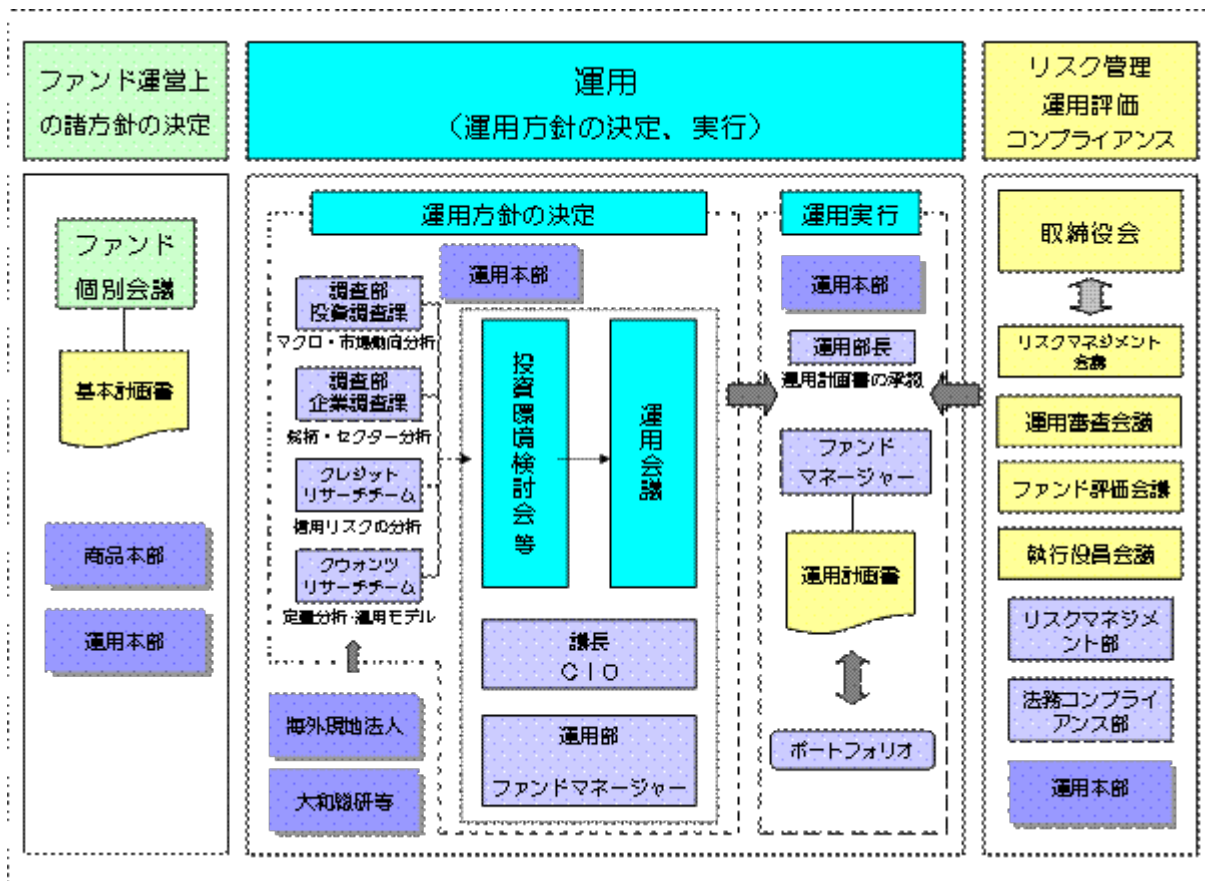 ファンド運営上
の諸方針の決定
運用
（運用方針の決定、実行）
リスク管理
運用評価
コンプライアンス
ファンド
個別会議
基本計画書
商品本部
運用本部
運用方針の決定
運用本部
調査部
投資調査課
マクロ・市場動向分析
調査部
企業調査課
銘柄・セクター分析
クレジット
リサーチチーム
信用リスクの分析
クウォンツ
リサーチチーム
定量分析・運用モデル
海外現地法人
大和総研等
投資環境検討会等
運用会議
議長
ＣＩＯ
運用部
ファンドマネージャー
運用実行
運用本部
運用部長
運用計画書の承認
ファンド
マネージャー
運用計画書
ポートフォリオ
取締役会
リスクマネジメント
会議
運用審査会議
ファンド評価会議
執行役員会議
リスクマネジメ
ント部
法務コンプライ
アンス部
運用本部